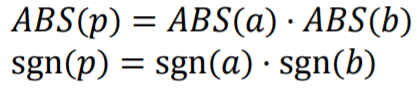 ABS(p) = ABS(a) · ABS(b)
sgn(p) = sgn(a) · sgn(b)